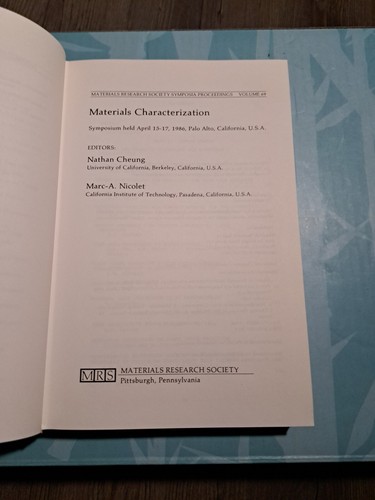 MATERIALS RESEARCH SOCIETY SYMPOSIA PROCEEDINGS VOLUME 69
Materials Characterization
Symposium held April 15-17, 1986, Palo Alto, California, U.S.A.
EDITORS:
Nathan Cheung
University of California, Berkeley, California, U.S.A.
Marc-A. Nicolet
California Institute of Technology, Pasadena, California, U.S.A.
MRS MATERIALS RESEARCH SOCIETY
Pittsburgh, Pennsylvania